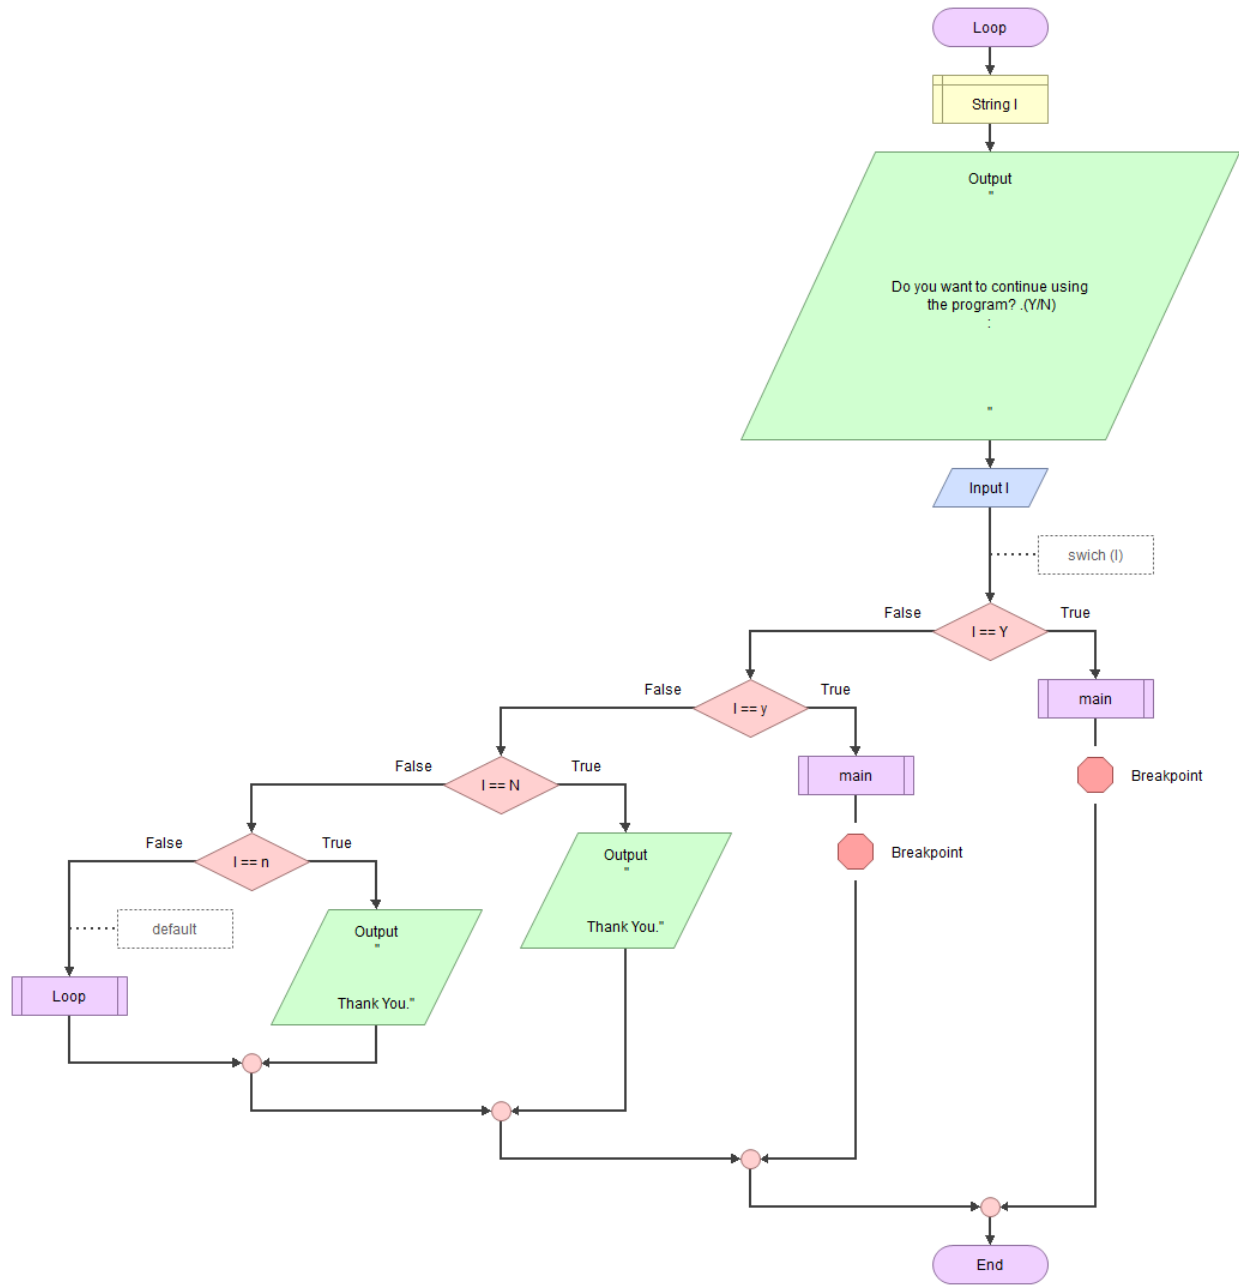 Loop
String I
Output
"
Do you want to continue using
the program? .(Y/N)
:
"
Input I
swich (I)
False
I == Y
True
main
Breakpoint
False
I == y
True
main
Breakpoint
False
I == N
True
Output
"
Thank You."
False
I == n
True
Output
"
Thank You."
default
Loop
End